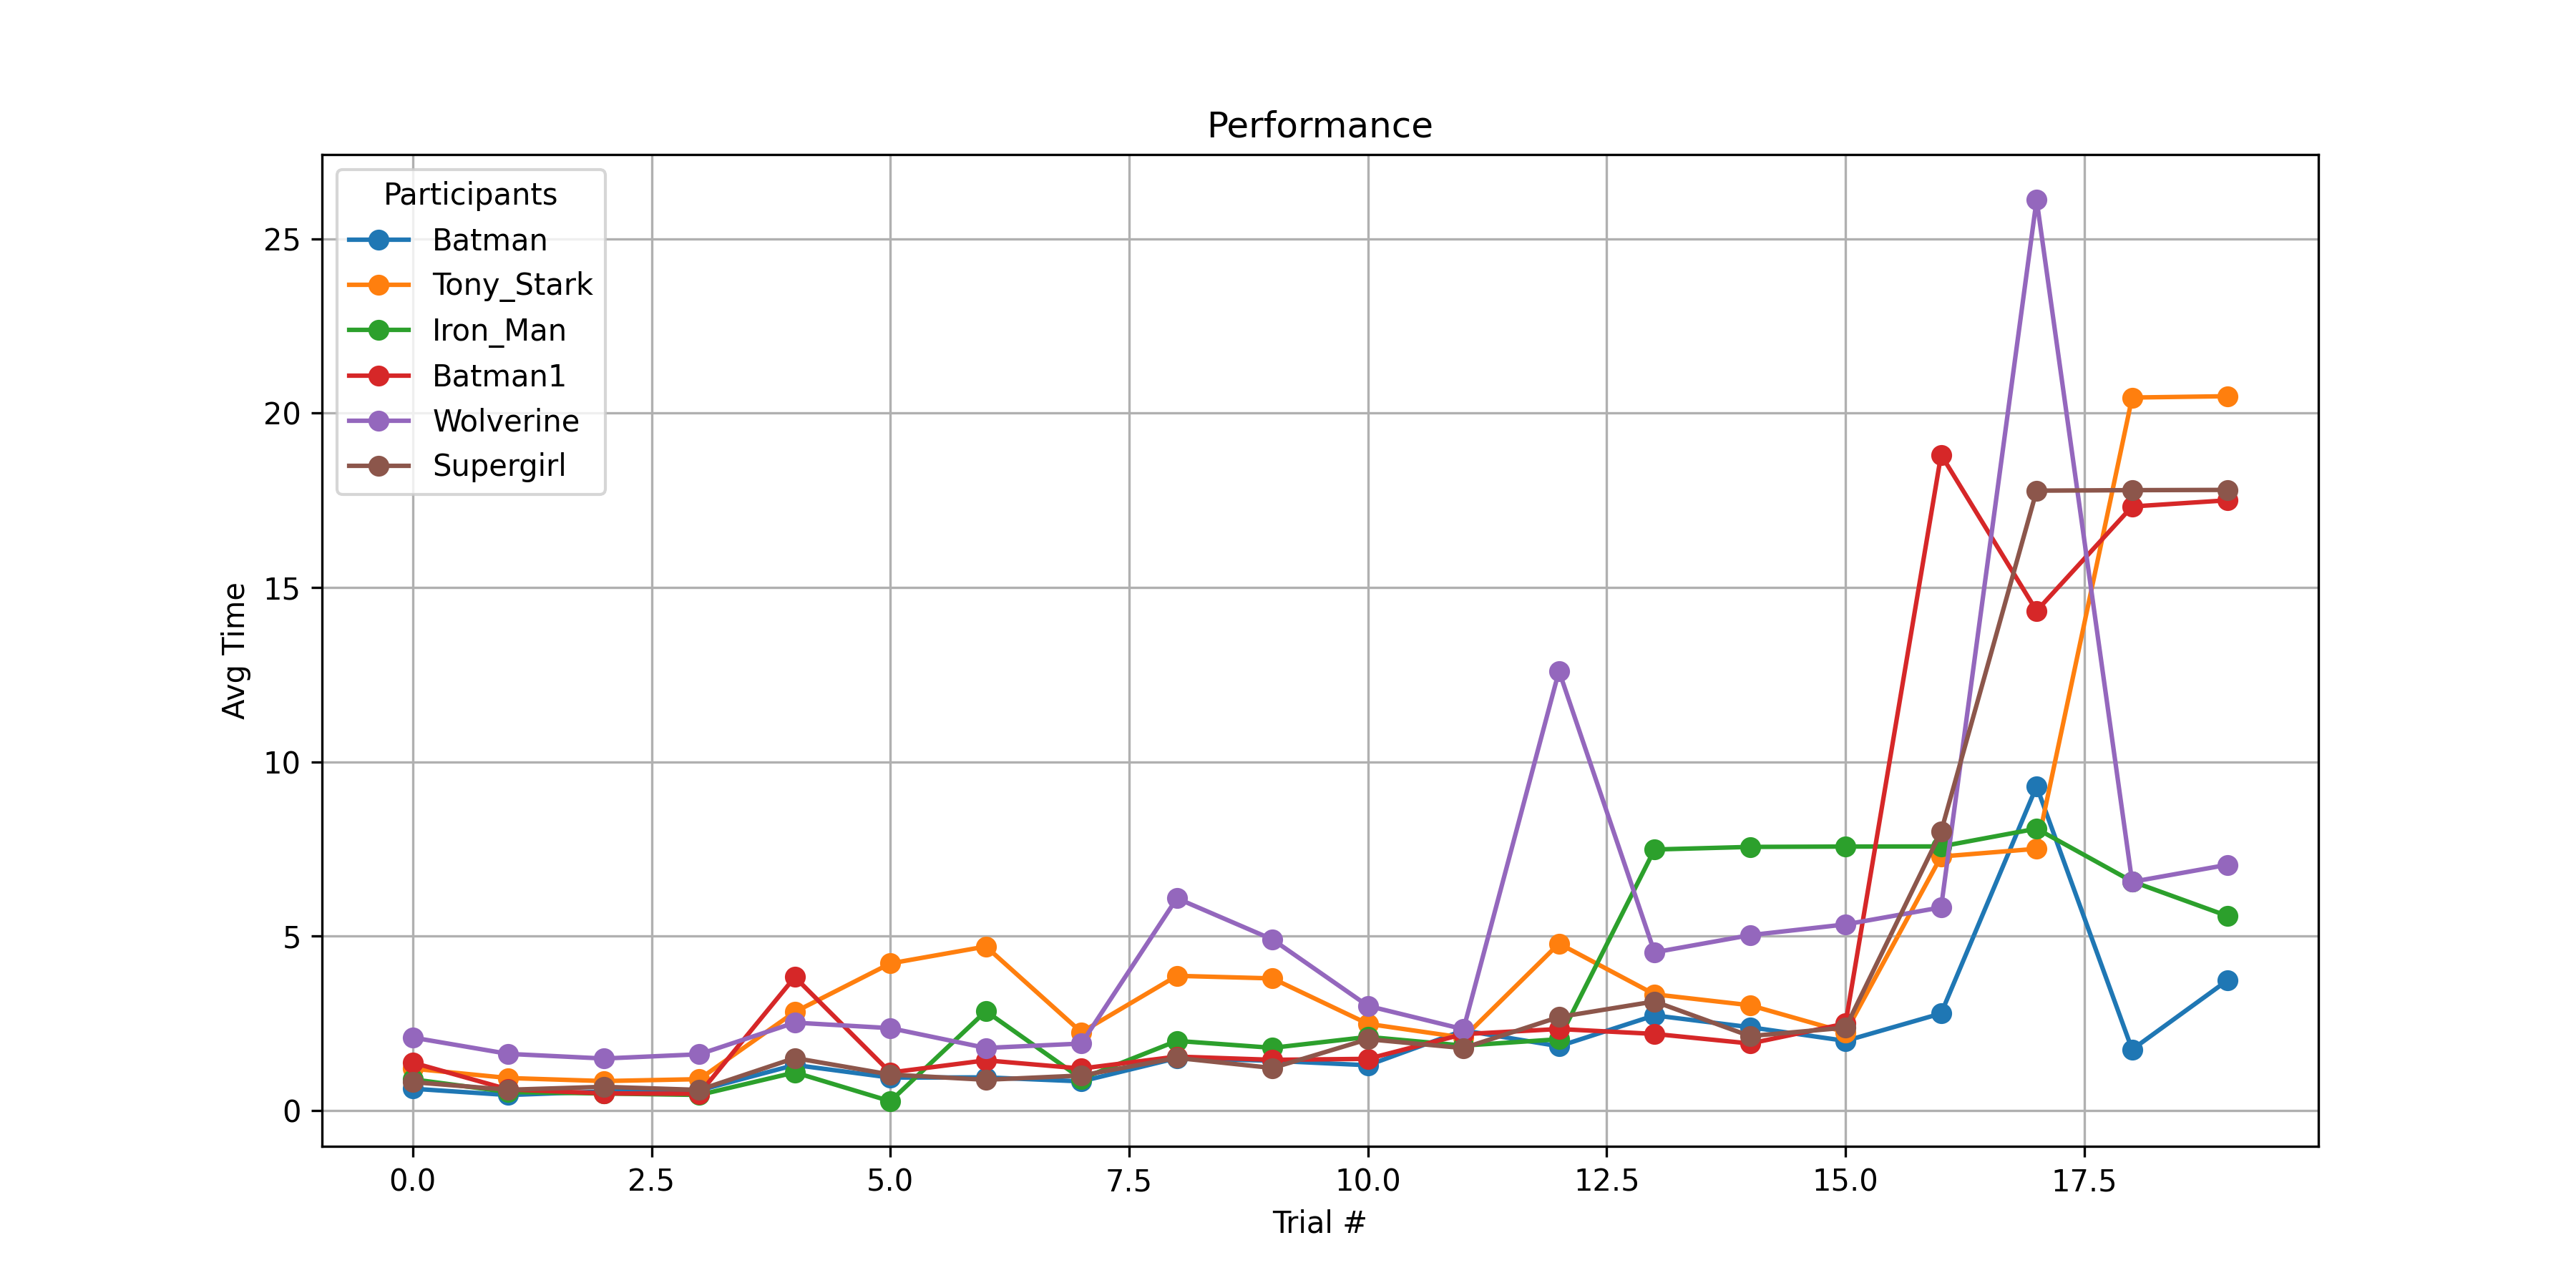 Performance
Participants
Batman
Tony_Stark
Iron_Man
Batman1
Wolverine
Supergirl
25
20
15
10
5
0
Avg Time
0.0 2.5 5.0 7.5 10.0 12.5 15.0 17.5
Trial #